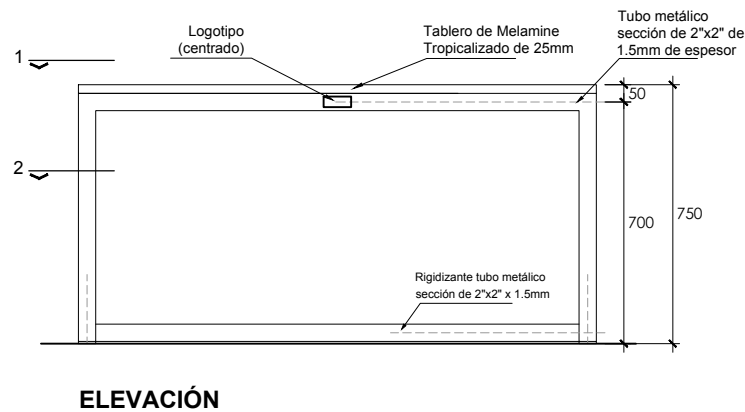 Logotipo
(centrado)
Tablero de Melamine
Tropicalizado de 25mm
Tubo metálico
sección de 2"x2" de
1.5mm de espesor
1
50
2
700
750
Rigidizante tubo metálico
sección de 2"x2" x 1.5mm
ELEVACIÓN